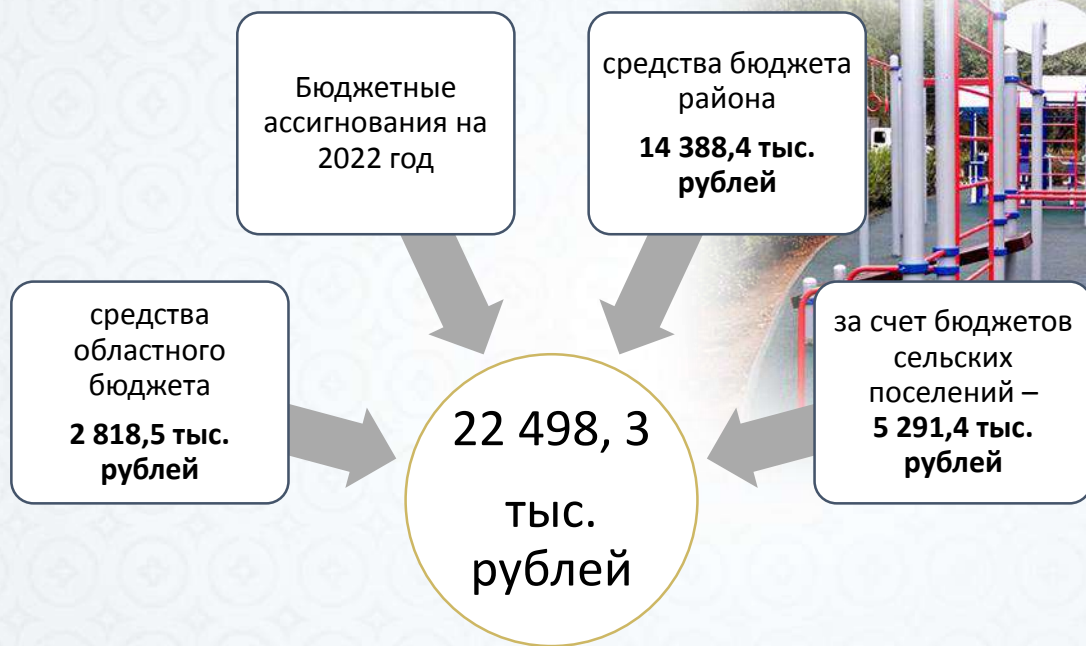 Бюджетные
ассигнования на
2022 год
средства бюджета
района
14 388,4 тыс.
рублей
средства
областного
бюджета
2 818,5 тыс.
рублей
за счет бюджетов
сельских
поселений –
5 291,4 тыс.
рублей
22 498, 3
тыс.
рублей